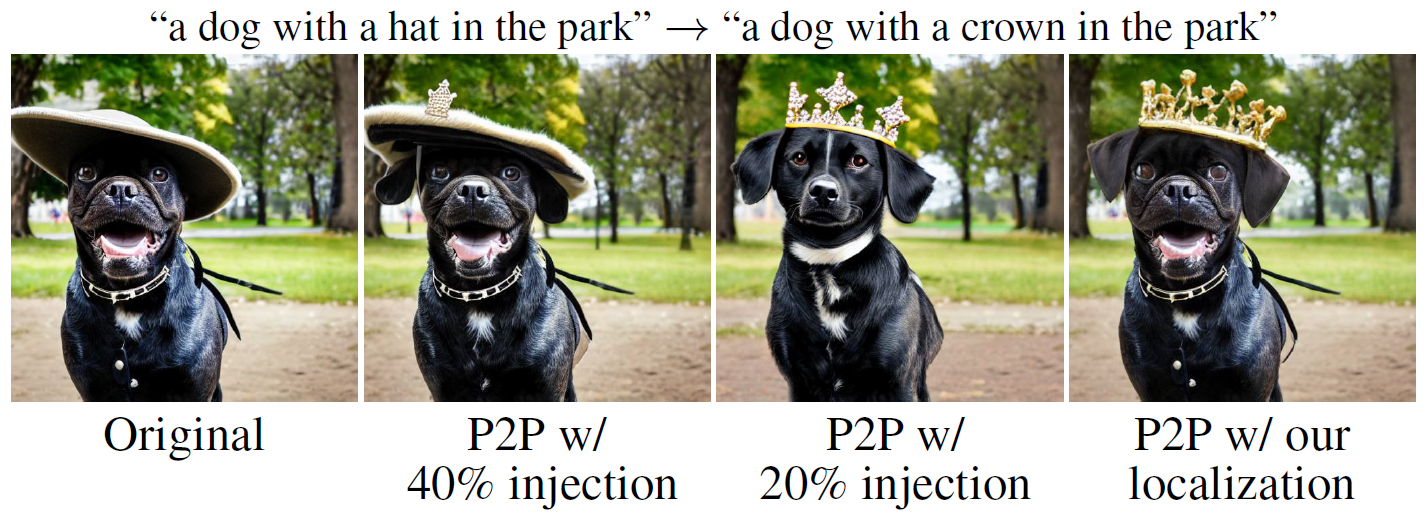 “a dog with a hat in the park” → “a dog with a crown in the park”
Original
P2P w/
40% injection
P2P w/
20% injection
P2P w/ our
localization